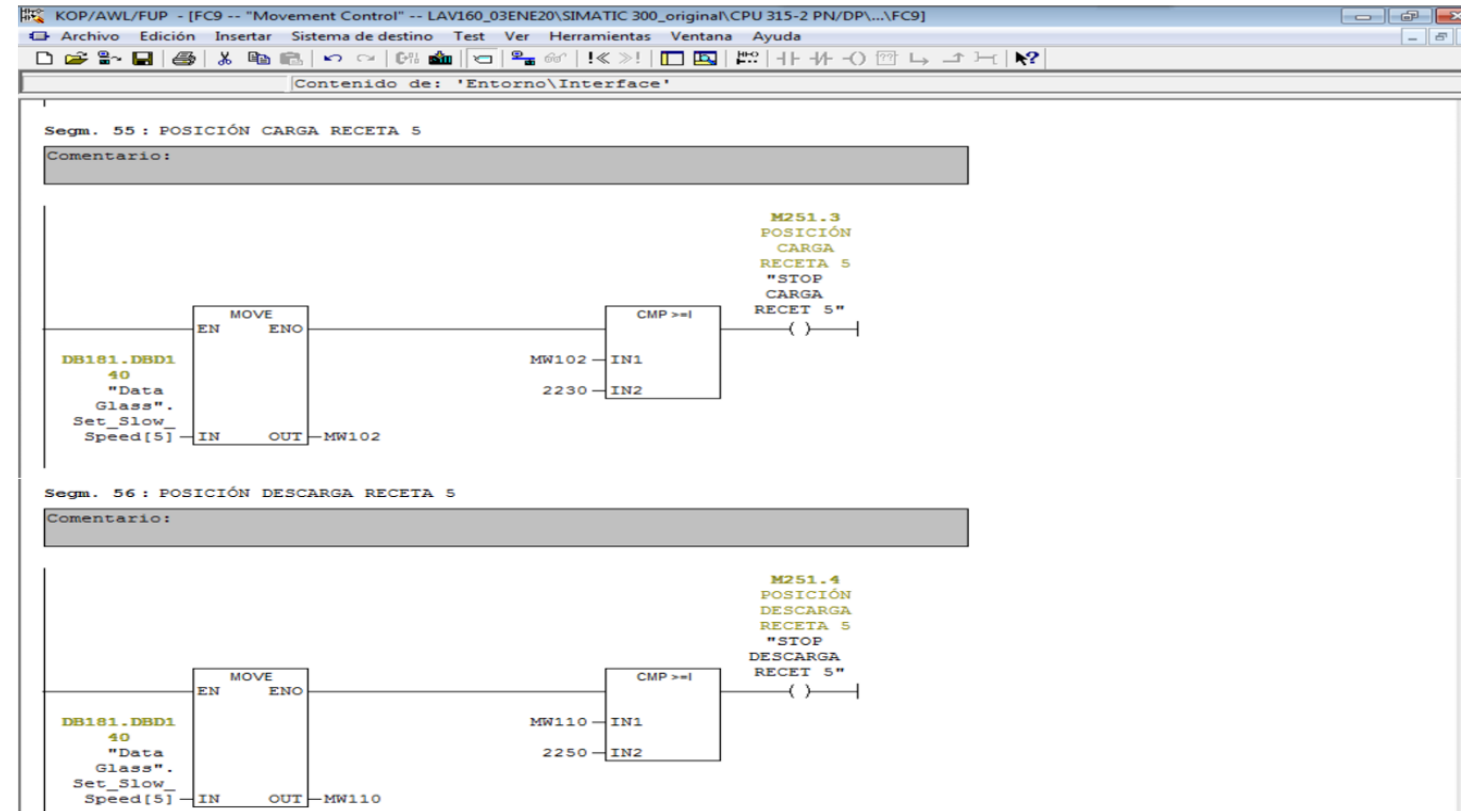 KOP/AWL/FUP - [FC9 -- "Movement Control" -- LAV160_03ENE20\SIMATIC 300_original\CPU 315-2 PN/DP\...\FC9]
Archivo Edición Insertar Sistema de destino Test Ver Herramientas Ventana Ayuda
Contenido de: 'Entorno\Interface'
Segm. 55 : POSICIÓN CARGA RECETA 5
Comentario:
M251.3
POSICIÓN
CARGA
RECETA 5
"STOP
CARGA
RECET 5"
MOVE
EN ENO
CMP >=I
( )
DB181.DBD1
40
"Data
Glass".
Set_Slow_
Speed[5]
IN OUT
MW102
MW102
IN1
2230
IN2
Segm. 56 : POSICIÓN DESCARGA RECETA 5
Comentario:
M251.4
POSICIÓN
DESCARGA
RECETA 5
"STOP
DESCARGA
RECET 5"
MOVE
EN ENO
CMP >=I
( )
DB181.DBD1
40
"Data
Glass".
Set_Slow_
Speed[5]
IN OUT
MW110
MW110
IN1
2250
IN2